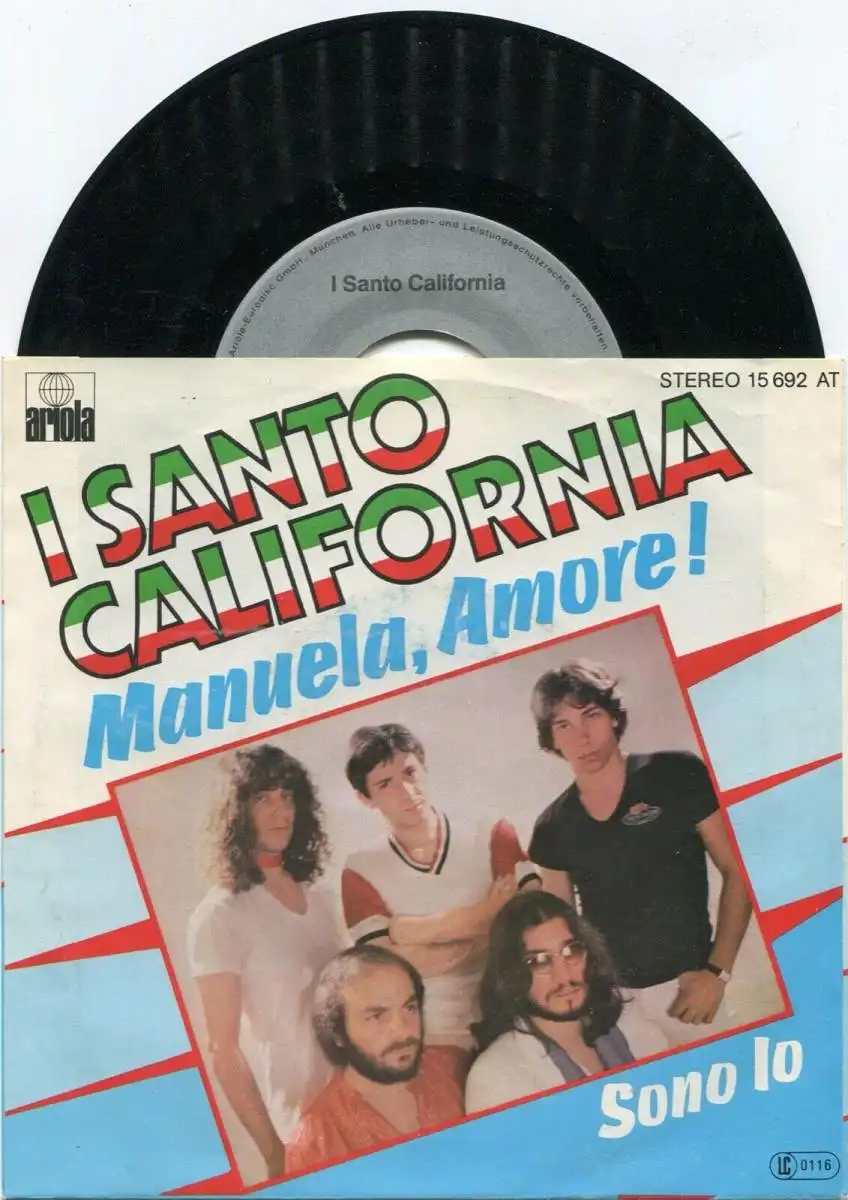 Ariola-Eurodisc GmbH, München. Alle Urheber- und Leistungsschutzrechte vorbehalten
I Santo California
ariola
STEREO 15 692 AT
I SANTO
CALIFORNIA
Manuela, Amore!
Sono Io
LC 0116